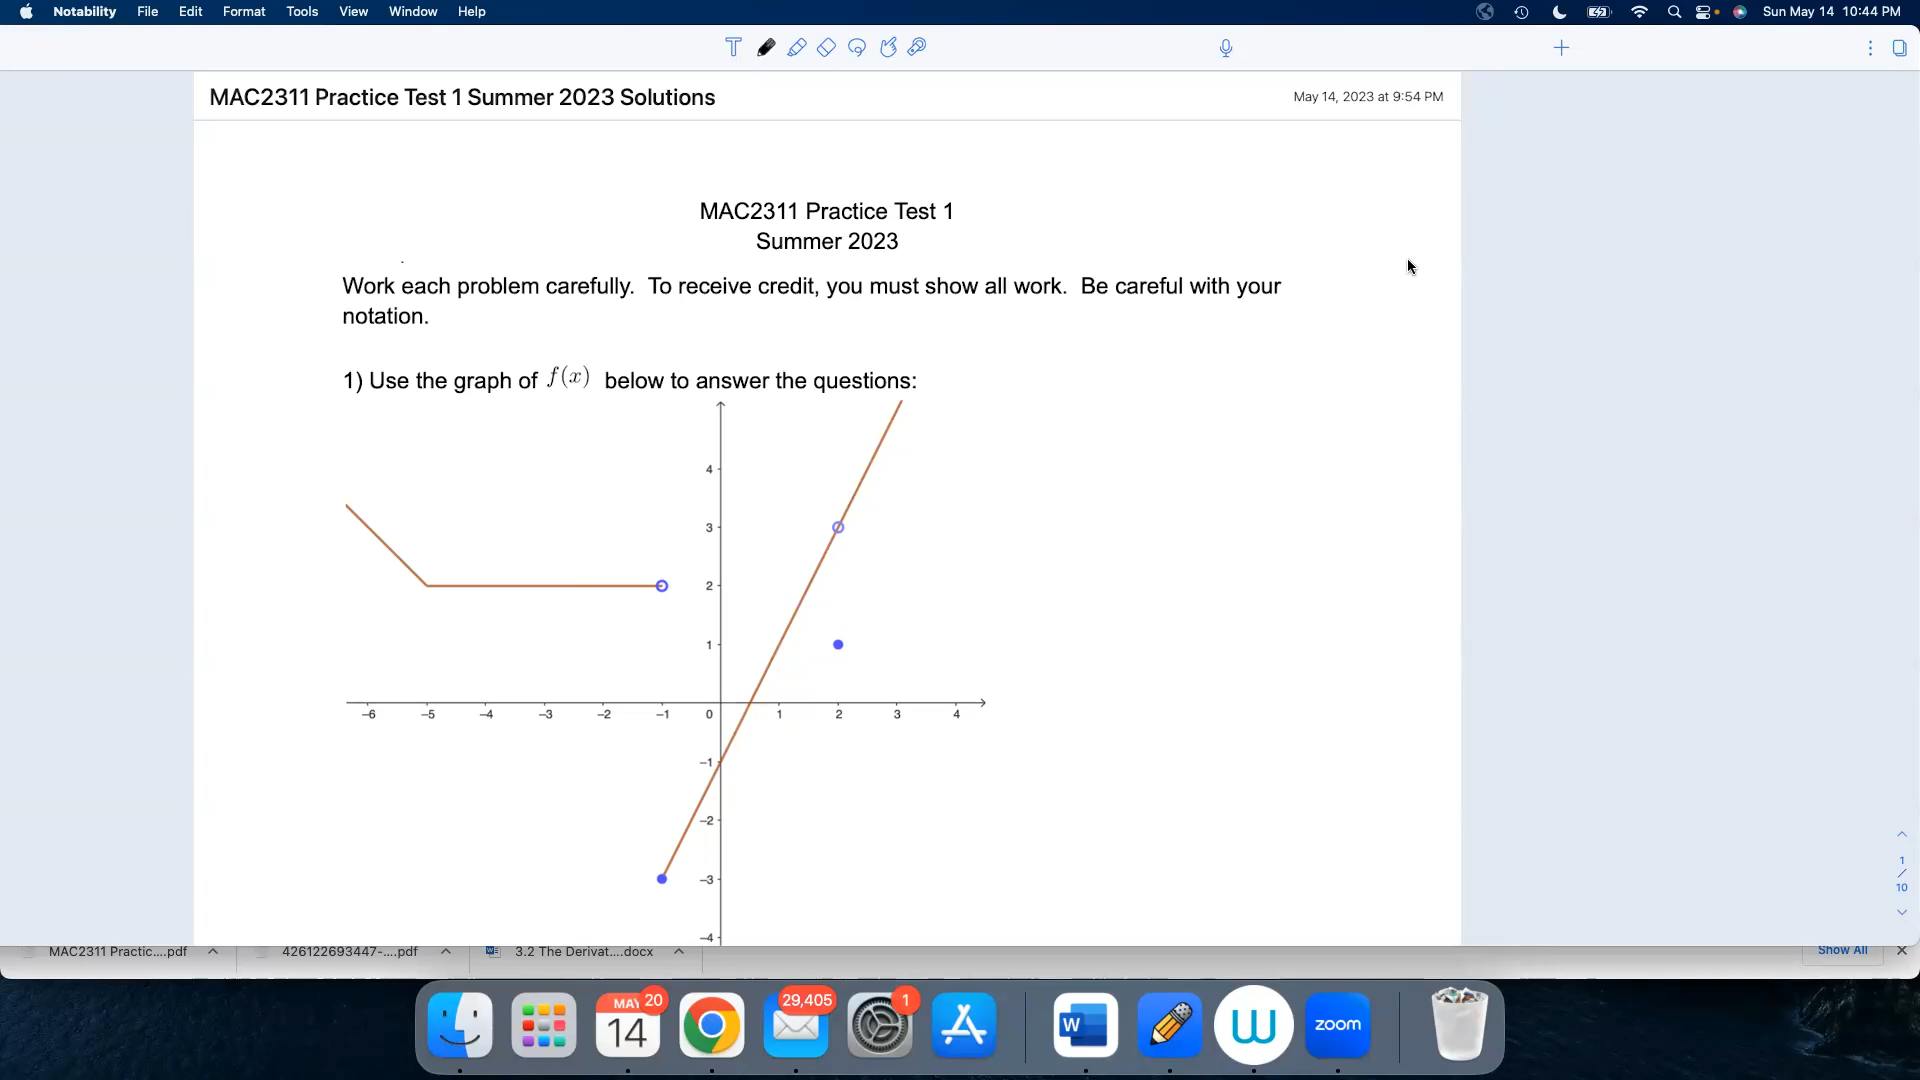 Notability File Edit Format Tools View Window Help Sun May 14 10:44 PM
MAC2311 Practice Test 1 Summer 2023 Solutions May 14, 2023 at 9:54 PM
MAC2311 Practice Test 1
Summer 2023
Work each problem carefully. To receive credit, you must show all work. Be careful with your
notation.
1) Use the graph of f(x) below to answer the questions:
4
3
2
1
–6 –5 –4 –3 –2 –1 0 1 2 3 4
–1
–2
–3
–4
1
/
10
MAC2311 Practic....pdf 426122693447-....pdf 3.2 The Derivat....docx Show All
MAY 20 29,405 1
14 W W zoom